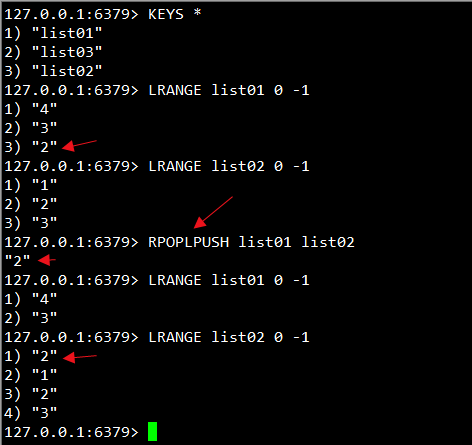 127.0.0.1:6379> KEYS *
1) "list01"
2) "list03"
3) "list02"
127.0.0.1:6379> LRANGE list01 0 -1
1) "4"
2) "3"
3) "2"
127.0.0.1:6379> LRANGE list02 0 -1
1) "1"
2) "2"
3) "3"
127.0.0.1:6379> RPOPLPUSH list01 list02
"2"
127.0.0.1:6379> LRANGE list01 0 -1
1) "4"
2) "3"
127.0.0.1:6379> LRANGE list02 0 -1
1) "2"
2) "1"
3) "2"
4) "3"
127.0.0.1:6379>